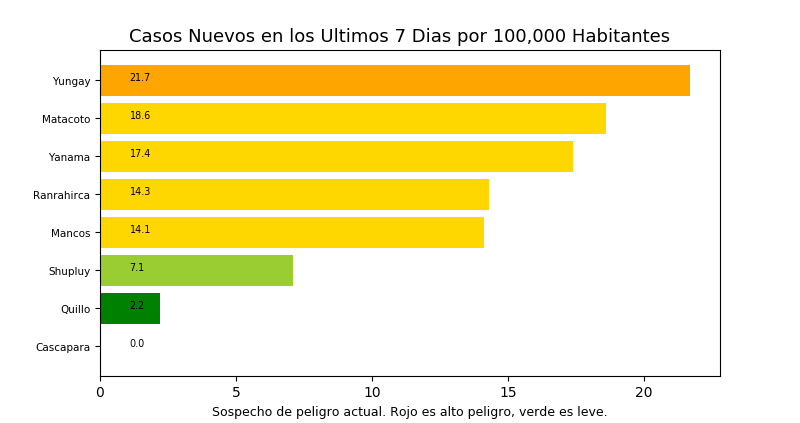 Casos Nuevos en los Ultimos 7 Dias por 100,000 Habitantes
Yungay 21.7
Matacoto 18.6
Yanama 17.4
Ranrahirca 14.3
Mancos 14.1
Shupluy 7.1
Quillo 2.2
Cascapara 0.0
0 5 10 15 20
Sospecho de peligro actual. Rojo es alto peligro, verde es leve.